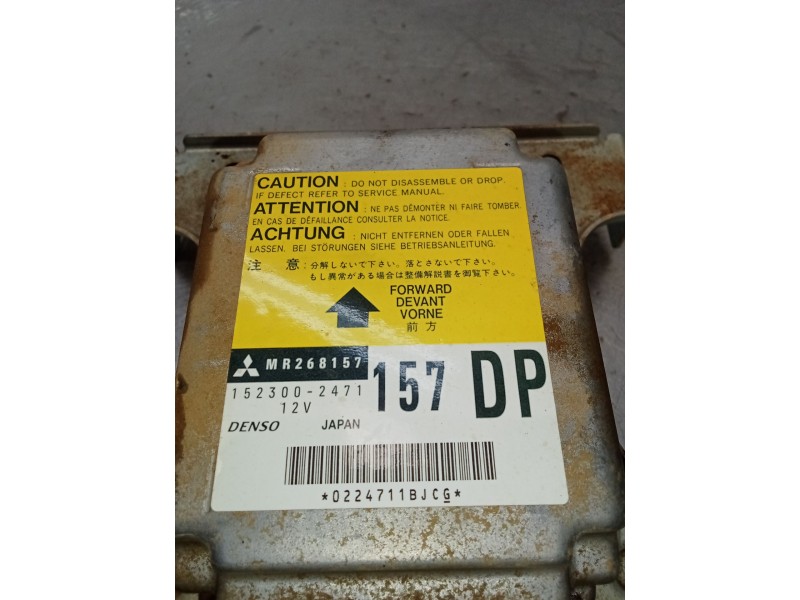 CAUTION : DO NOT DISASSEMBLE OR DROP.
IF DEFECT REFER TO SERVICE MANUAL.
ATTENTION : NE PAS DÉMONTER NI FAIRE TOMBER.
EN CAS DE DÉFAILLANCE CONSULTER LA NOTICE.
ACHTUNG : NICHT ENTFERNEN ODER FALLEN
LASSEN. BEI STÖRUNGEN SIEHE BETRIEBSANLEITUNG.
注 意 : 分解しないで下さい。落とさないで下さい。
もし異常がある場合は整備解説書を御覧下さい。
FORWARD
DEVANT
VORNE
前方
MR268157
157 DP
152300-2471
12V
DENSO JAPAN
*0224711BJCG*